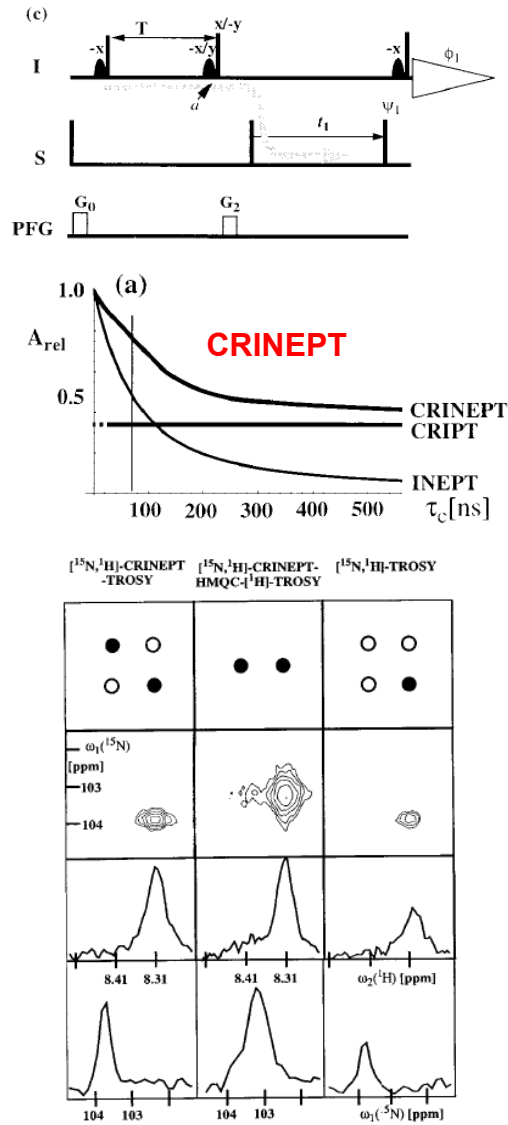 (c)
-x T -x/y x/-y -x ϕ1
I
a
t1 ψ1
S
G0 G2
PFG
(a)
1.0
Arel
CRINEPT
0.5
CRINEPT
CRIPT
INEPT
100 300 500 τc[ns]
[15N,1H]-CRINEPT [15N,1H]-CRINEPT- [15N,1H]-TROSY
-TROSY HMQC-[1H]-TROSY
ω1(15N)
[ppm]
103
104
8.41 8.31 8.41 8.31 ω2(1H) [ppm]
104 103 104 103 ω1(15N) [ppm]